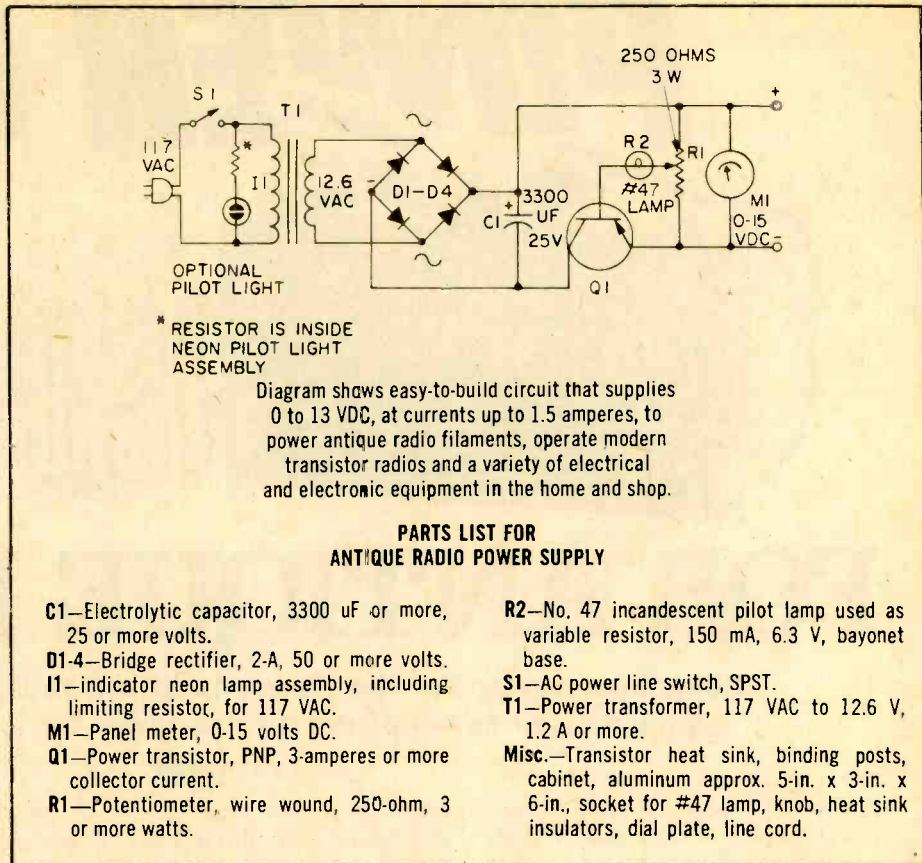 250 OHMS
3 W
S1
T1
+
*
R2
R1
117
VAC
I1
12.6
VAC
-
D1-D4
+
3300
UF
25V
C1
#47
LAMP
M1
0-15
VDC
-
Q1
OPTIONAL
PILOT LIGHT
* RESISTOR IS INSIDE
NEON PILOT LIGHT
ASSEMBLY
Diagram shows easy-to-build circuit that supplies
0 to 13 VDC, at currents up to 1.5 amperes, to
power antique radio filaments, operate modern
transistor radios and a variety of electrical
and electronic equipment in the home and shop.
PARTS LIST FOR
ANTIQUE RADIO POWER SUPPLY
C1—Electrolytic capacitor, 3300 uF or more,
25 or more volts.
D1-4—Bridge rectifier, 2-A, 50 or more volts.
I1—indicator neon lamp assembly, including
limiting resistor, for 117 VAC.
M1—Panel meter, 0-15 volts DC.
Q1—Power transistor, PNP, 3-amperes or more
collector current.
R1—Potentiometer, wire wound, 250-ohm, 3
or more watts.
R2—No. 47 incandescent pilot lamp used as
variable resistor, 150 mA, 6.3 V, bayonet
base.
S1—AC power line switch, SPST.
T1—Power transformer, 117 VAC to 12.6 V,
1.2 A or more.
Misc.—Transistor heat sink, binding posts,
cabinet, aluminum approx. 5-in. x 3-in. x
6-in., socket for #47 lamp, knob, heat sink
insulators, dial plate, line cord.